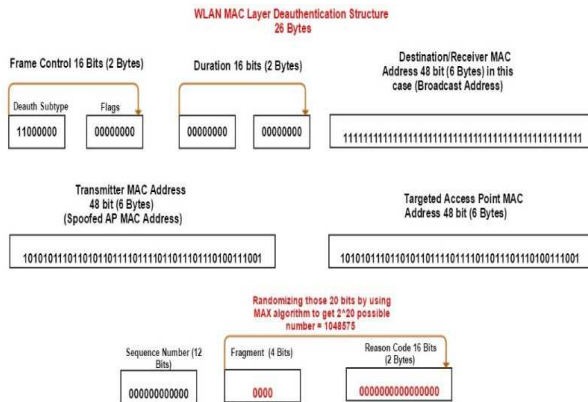 WLAN MAC Layer Deauthentication Structure
26 Bytes
Frame Control 16 Bits (2 Bytes)
Duration 16 bits (2 Bytes)
Destination/Receiver MAC
Address 48 bit (6 Bytes) in this
case (Broadcast Address)
Deauth Subtype
Flags
11000000
00000000
00000000
00000000
111111111111111111111111111111111111111111111111
Transmitter MAC Address
48 bit (6 Bytes)
(Spoofed AP MAC Address)
Targeted Access Point MAC
Address 48 bit (6 Bytes)
101010111011010110111101111011011101110100111001
101010111011010110111101111011011101110100111001
Randomizing those 20 bits by using
MAX algorithm to get 2^20 possible
number = 1048575
Sequence Number (12
Bits)
Fragment (4 Bits)
Reason Code 16 Bits
(2 Bytes)
000000000000
0000
0000000000000000